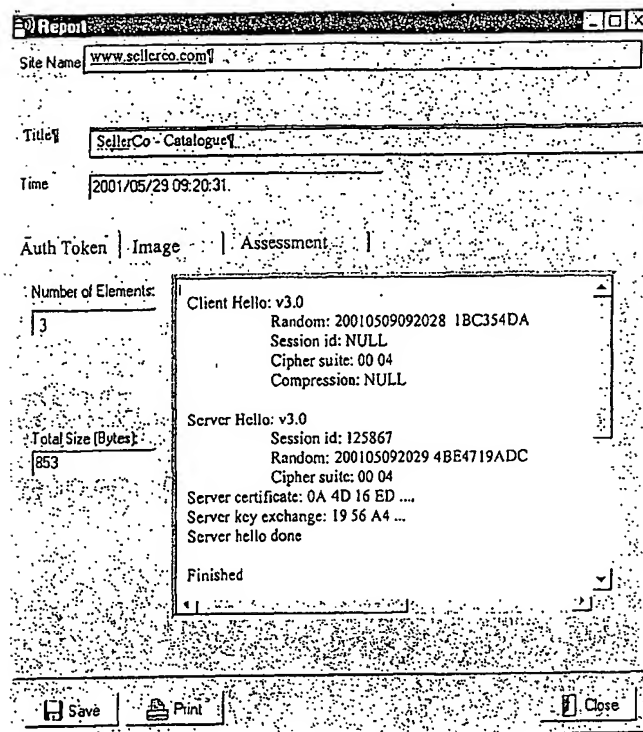 Report
Site Name www.sellerco.com¶
Title¶ SellerCo - Catalogue¶
Time 2001/05/29 09:20:31
Auth Token Image Assessment
Number of Elements:
3
Client Hello: v3.0
Random: 20010509092028 1BC354DA
Session id: NULL
Cipher suite: 00 04
Compression: NULL
Server Hello: v3.0
Session id: 125867
Random: 200105092029 4BE4719ADC
Cipher suite: 00 04
Server certificate: 0A 4D 16 ED ....
Server key exchange: 19 56 A4 ...
Server hello done
Finished
Total Size (Bytes):
853
Save Print Close